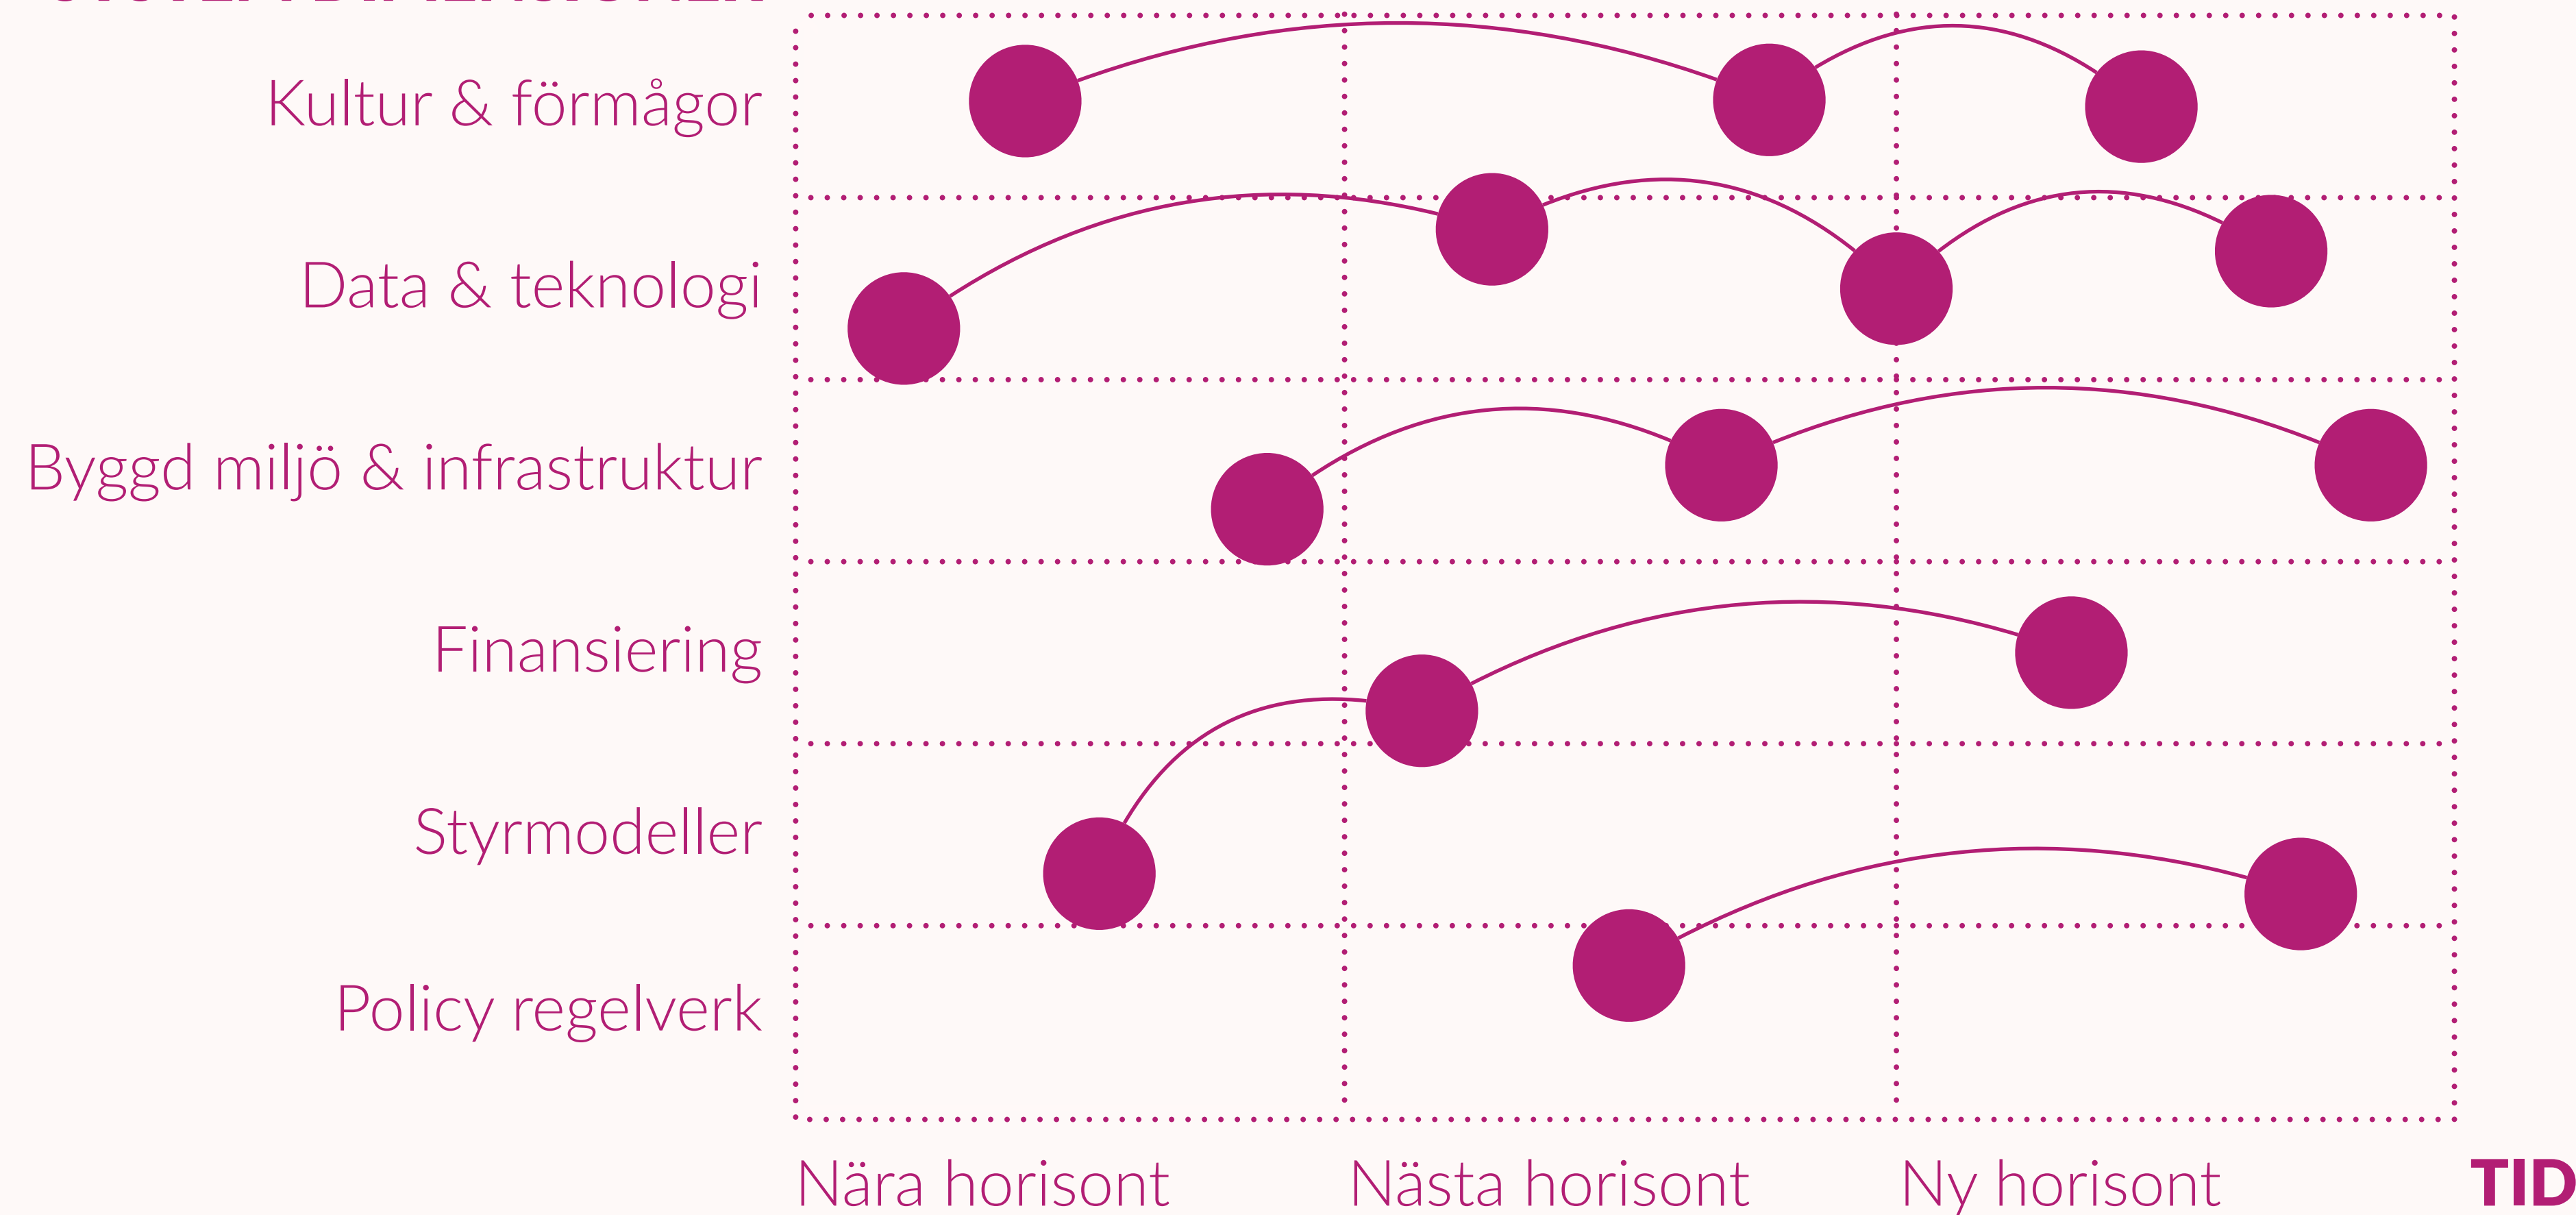 Kultur & förmågor
Data & teknologi
Byggd miljö & infrastruktur
Finansiering
Styrmodeller
Policy regelverk
Nära horisont
Nästa horisont
Ny horisont
TID